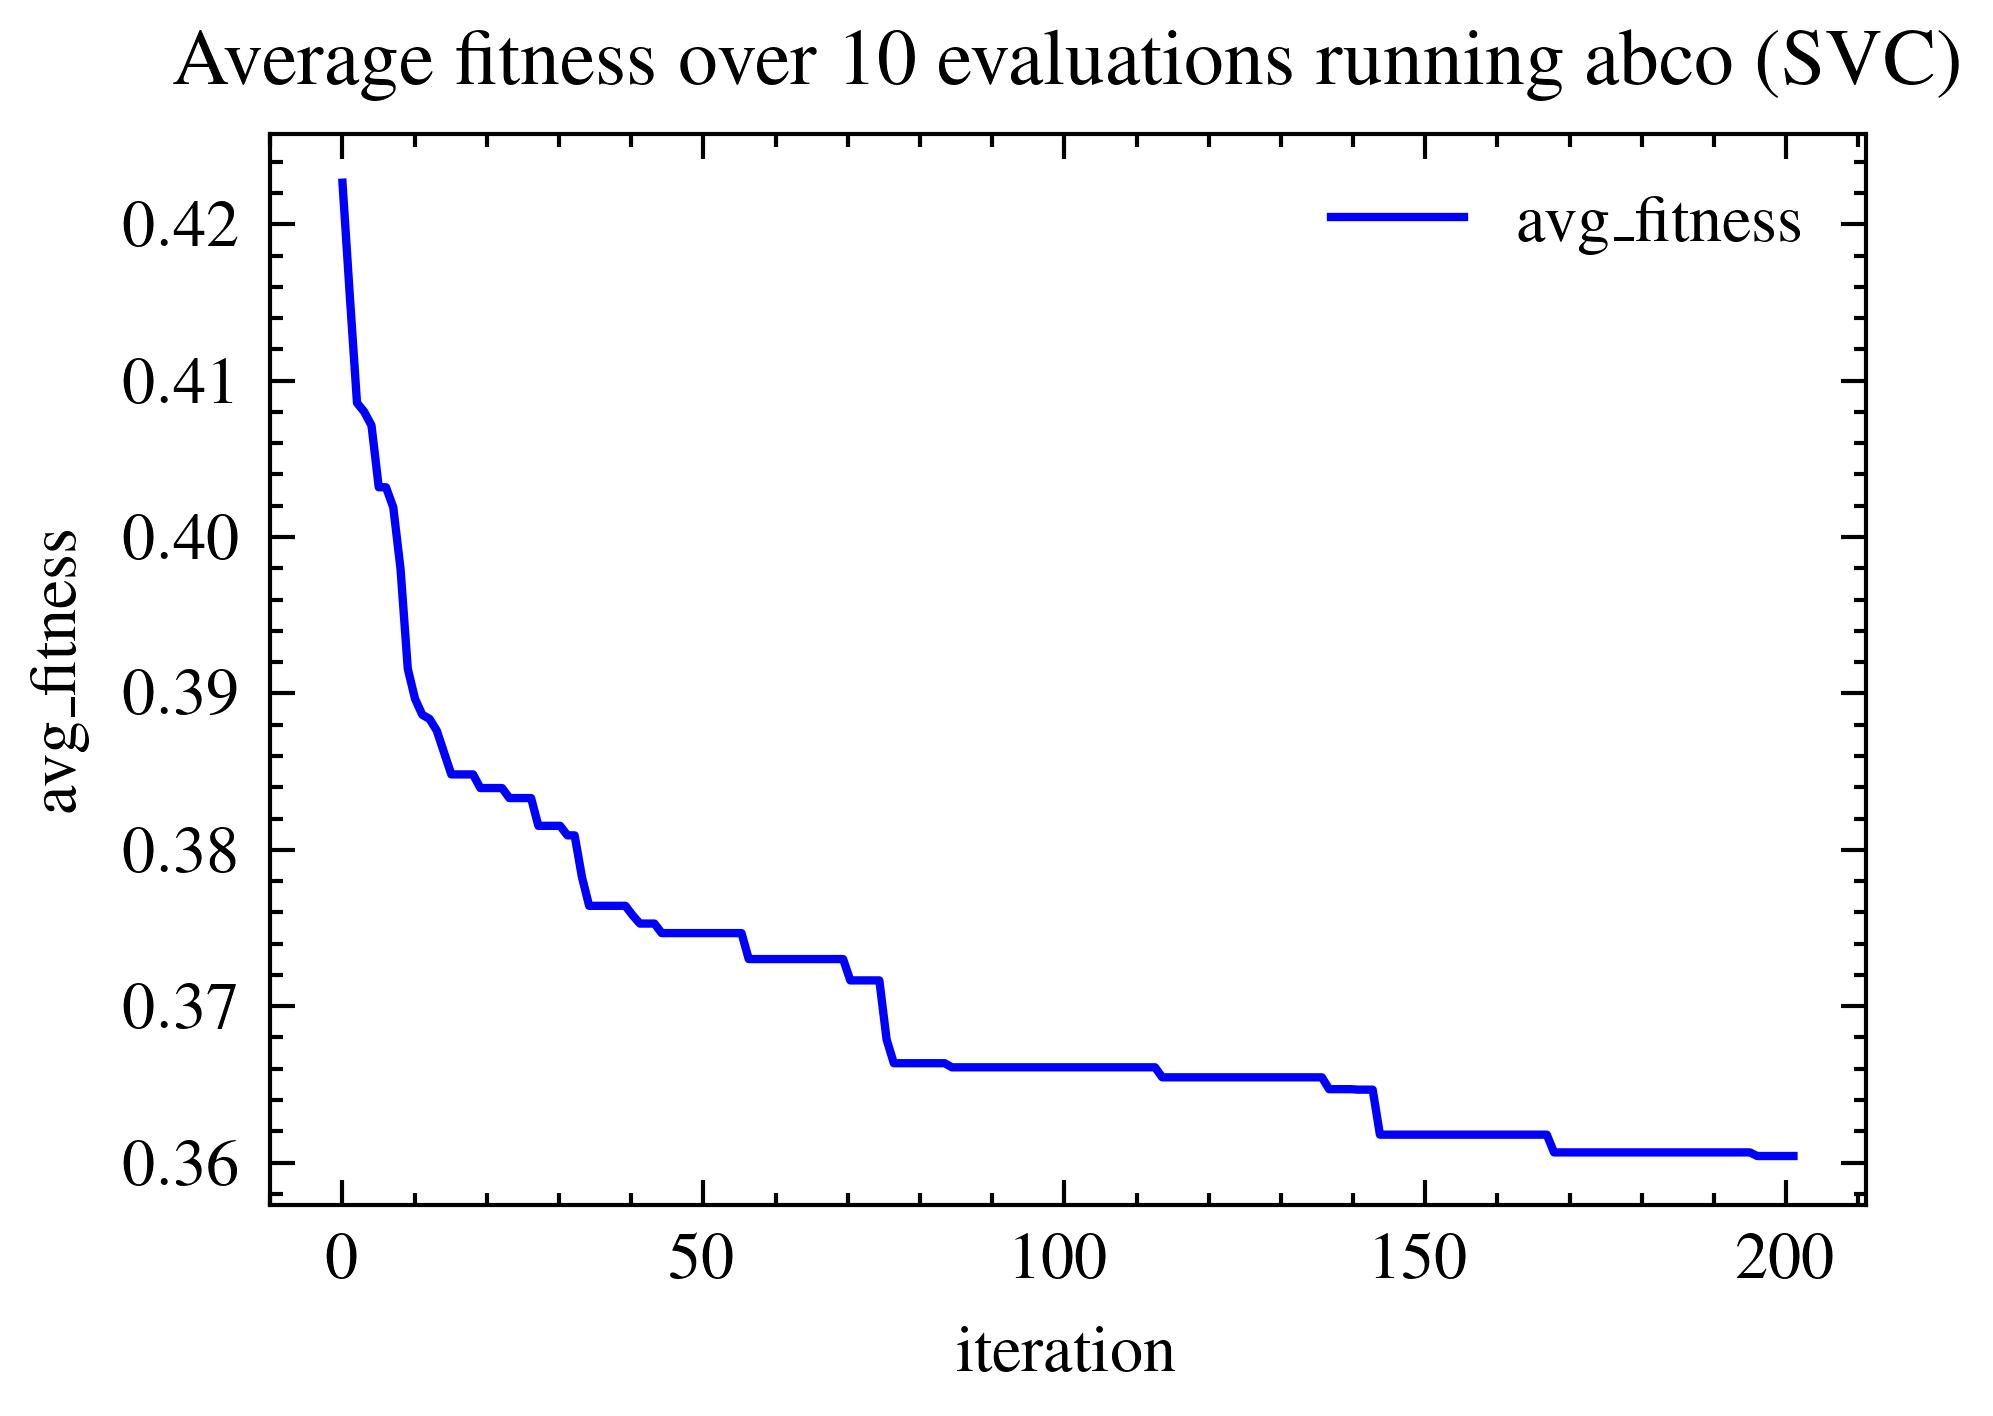 Average fitness over 10 evaluations running abco (SVC)
avg_fitness
0.42
0.41
0.40
0.39
0.38
0.37
0.36
avg_fitness
0 50 100 150 200
iteration